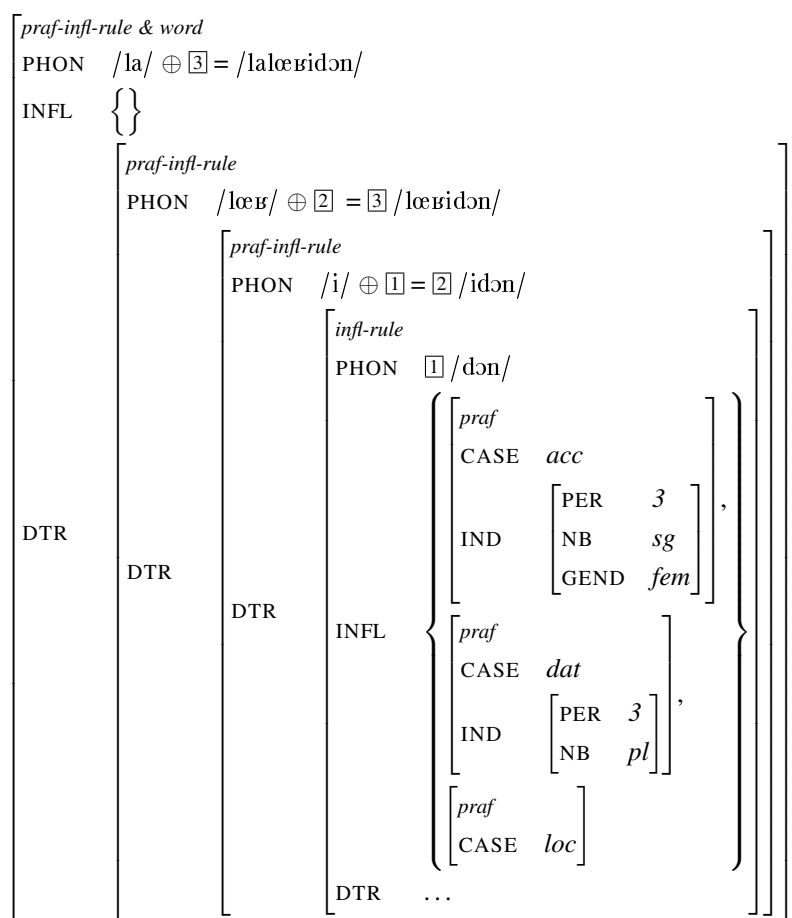 praf-infl-rule & word
PHON /la/ ⊕ 3 = /lalœʁidɔn/
INFL {}
praf-infl-rule
PHON /lœʁ/ ⊕ 2 = 3 /lœʁidɔn/
praf-infl-rule
PHON /i/ ⊕ 1 = 2 /idɔn/
infl-rule
PHON 1 /dɔn/
praf
CASE acc
PER 3
IND NB sg ,
GEND fem
DTR DTR DTR INFL
praf
CASE dat
PER 3 ,
IND
NB pl
praf
CASE loc
DTR ...